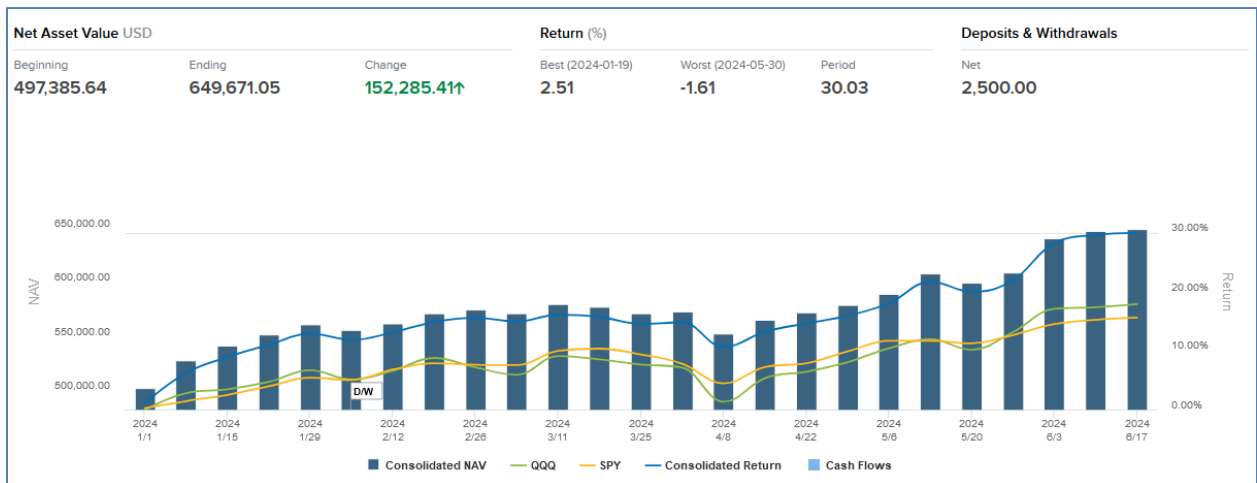 Net Asset Value USD
Return (%)
Deposits & Withdrawals
Beginning
Ending
Change
Best (2024-01-19)
Worst (2024-05-30)
Period
Net
497,385.64
649,671.05
152,285.41↑
2.51
-1.61
30.03
2,500.00
650,000.00
600,000.00
550,000.00
500,000.00
NAV
30.00%
20.00%
10.00%
0.00%
Return
D/W
2024 2024 2024 2024 2024 2024 2024 2024 2024 2024 2024 2024 2024
1/1 1/15 1/29 2/12 2/26 3/11 3/25 4/8 4/22 5/6 5/20 6/3 6/17
Consolidated NAV QQQ SPY Consolidated Return Cash Flows